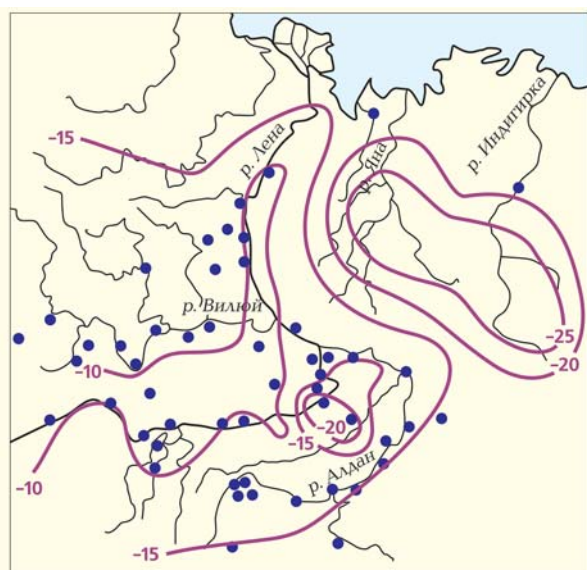 р. Индигирка
-15
р. Лена
р. Яна
р. Вилюй
-25
-20
-10
-20
-15
р. Алдан
-10
-15